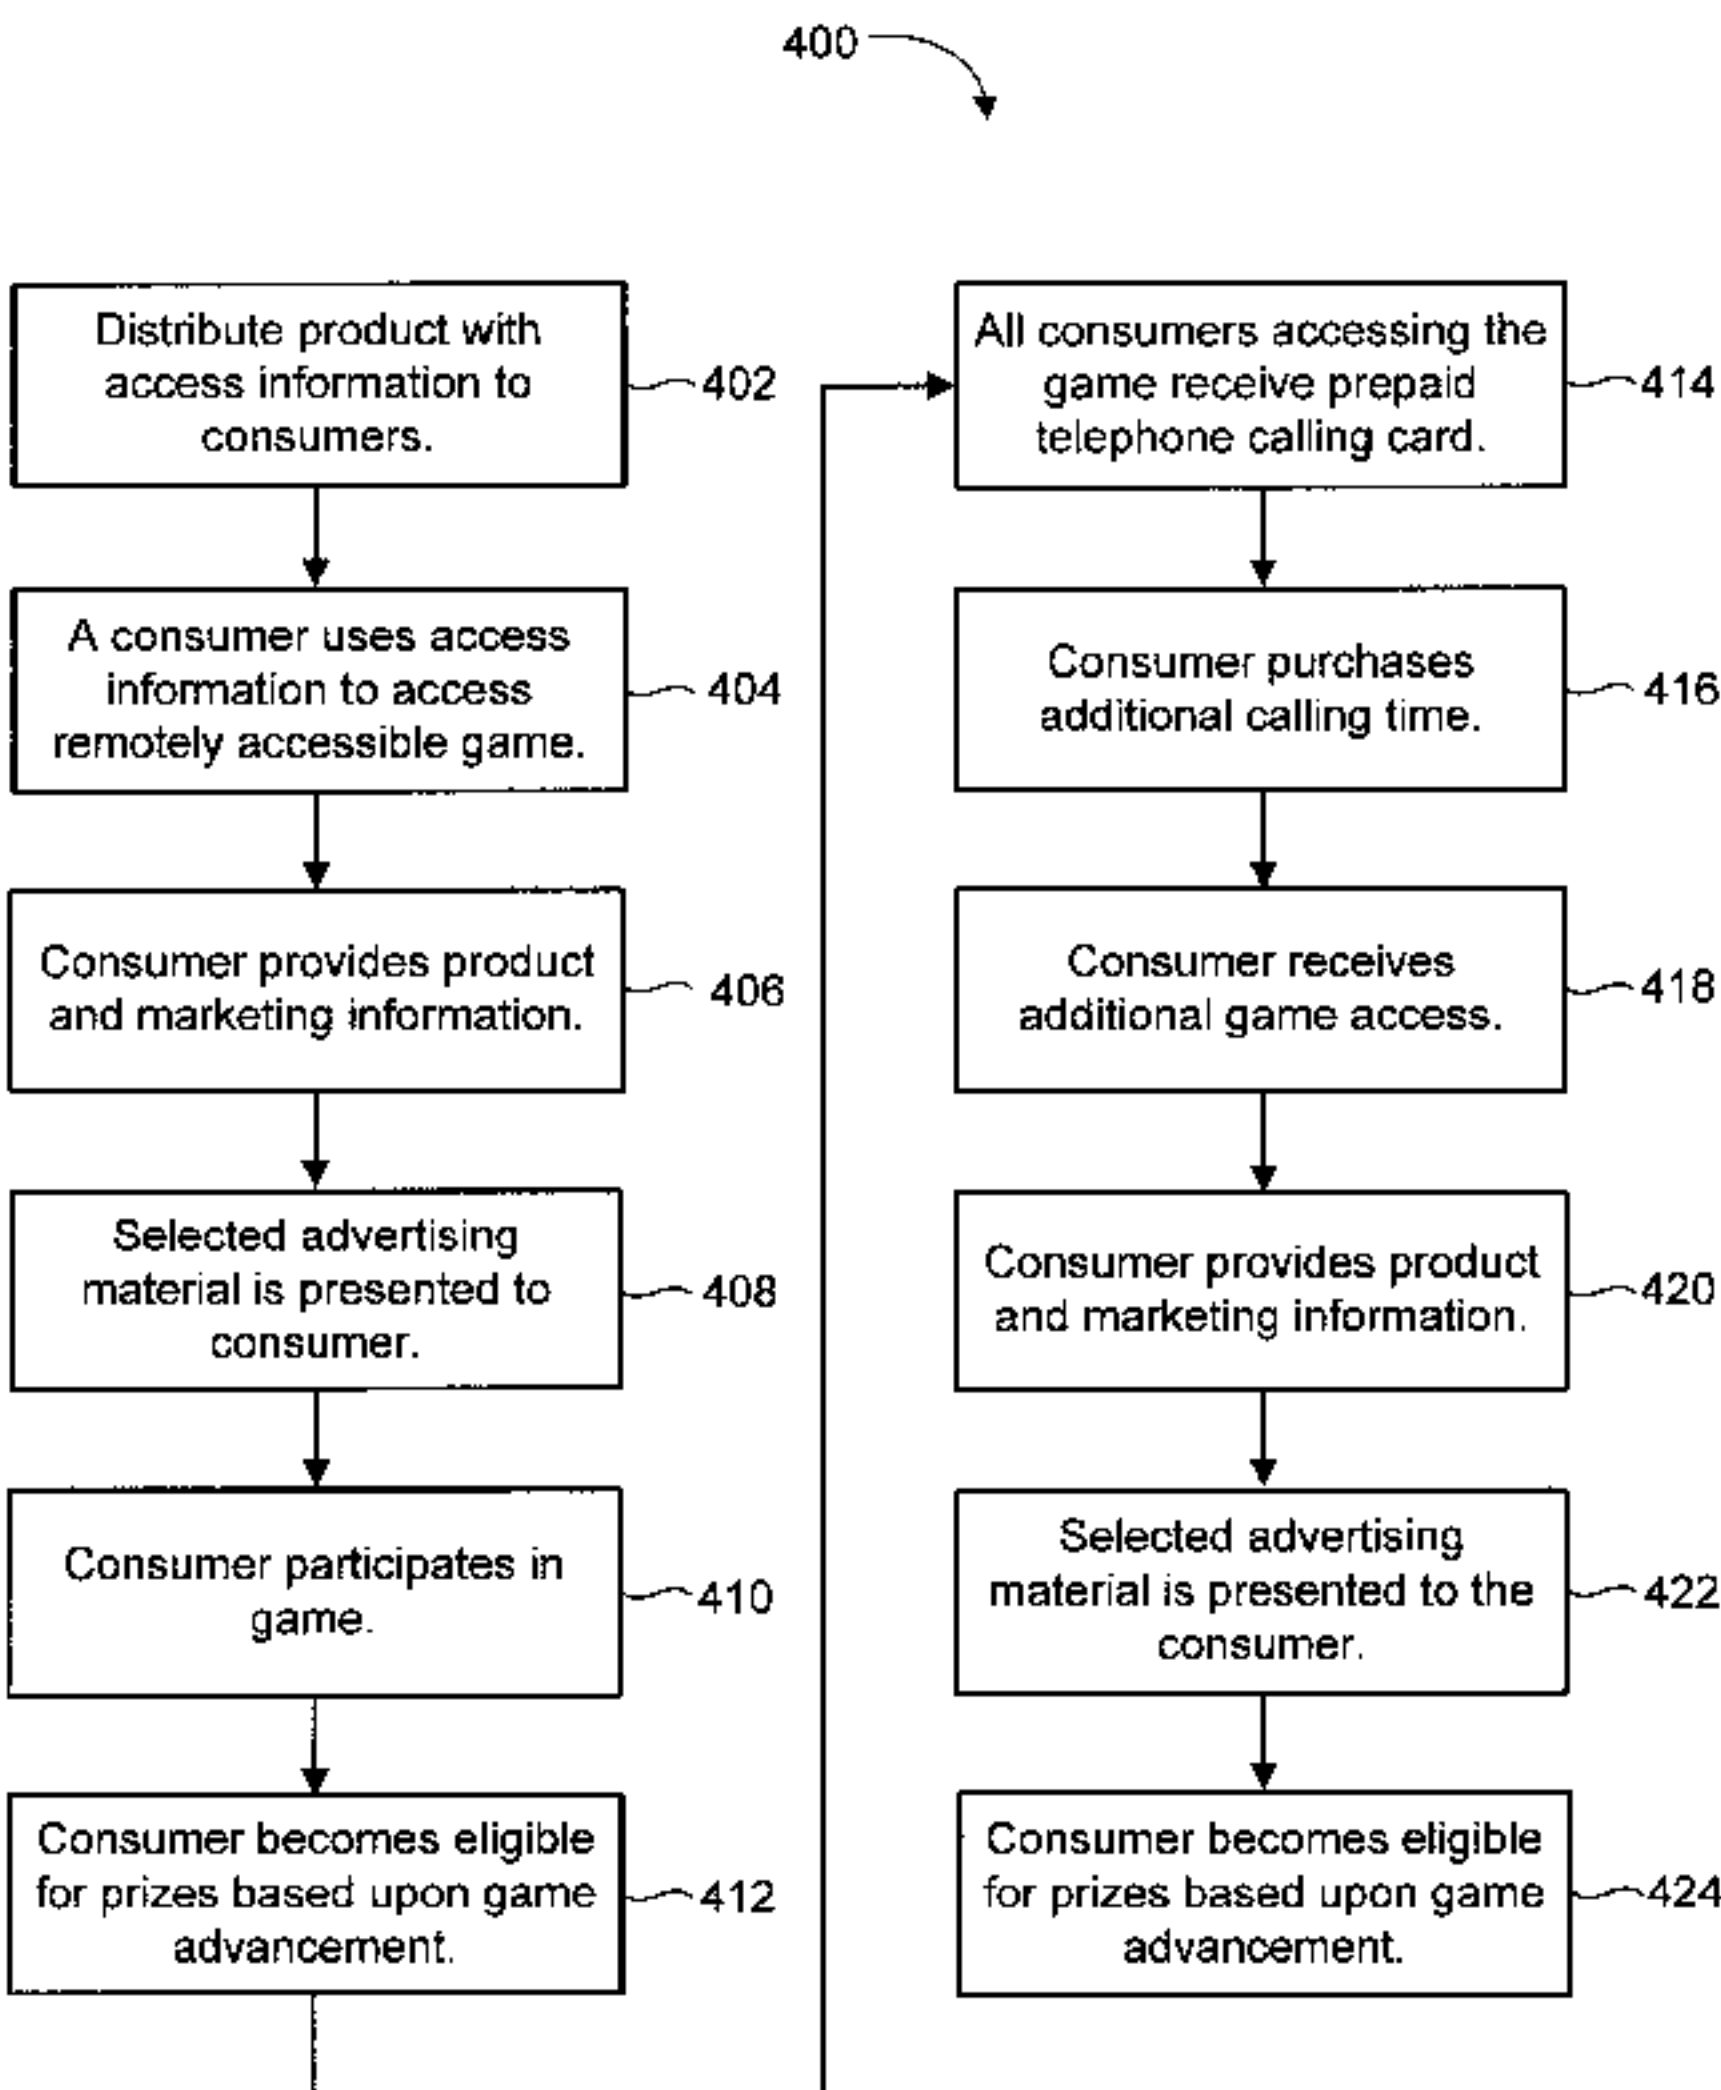 400
Distribute product with
access information to
consumers.
402
A consumer uses access
information to access
remotely accessible game.
404
Consumer provides product
and marketing information.
406
Selected advertising
material is presented to
consumer.
408
Consumer participates in
game.
410
Consumer becomes eligible
for prizes based upon game
advancement.
412
All consumers accessing the
game receive prepaid
telephone calling card.
414
Consumer purchases
additional calling time.
416
Consumer receives
additional game access.
418
Consumer provides product
and marketing information.
420
Selected advertising
material is presented to the
consumer.
422
Consumer becomes eligible
for prizes based upon game
advancement.
424